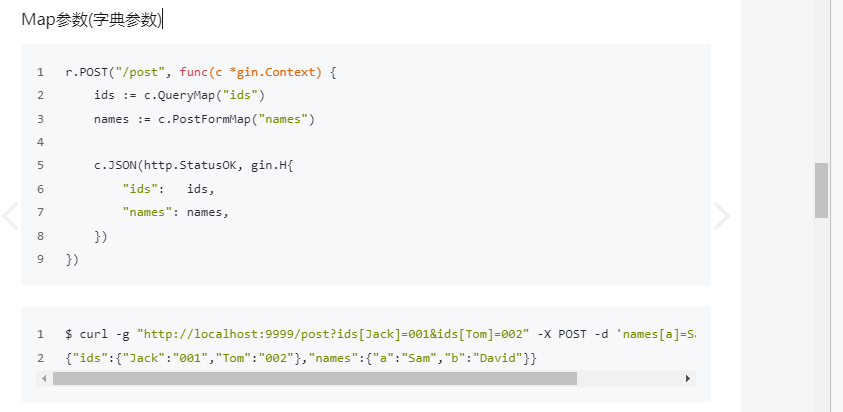 Map参数(字典参数)
1 r.POST("/post", func(c *gin.Context) {
2     ids := c.QueryMap("ids")
3     names := c.PostFormMap("names")
4
5     c.JSON(http.StatusOK, gin.H{
6         "ids":   ids,
7         "names": names,
8     })
9 })
1 $ curl -g "http://localhost:9999/post?ids[Jack]=001&ids[Tom]=002" -X POST -d 'names[a]=Sa
2 {"ids":{"Jack":"001","Tom":"002"},"names":{"a":"Sam","b":"David"}}